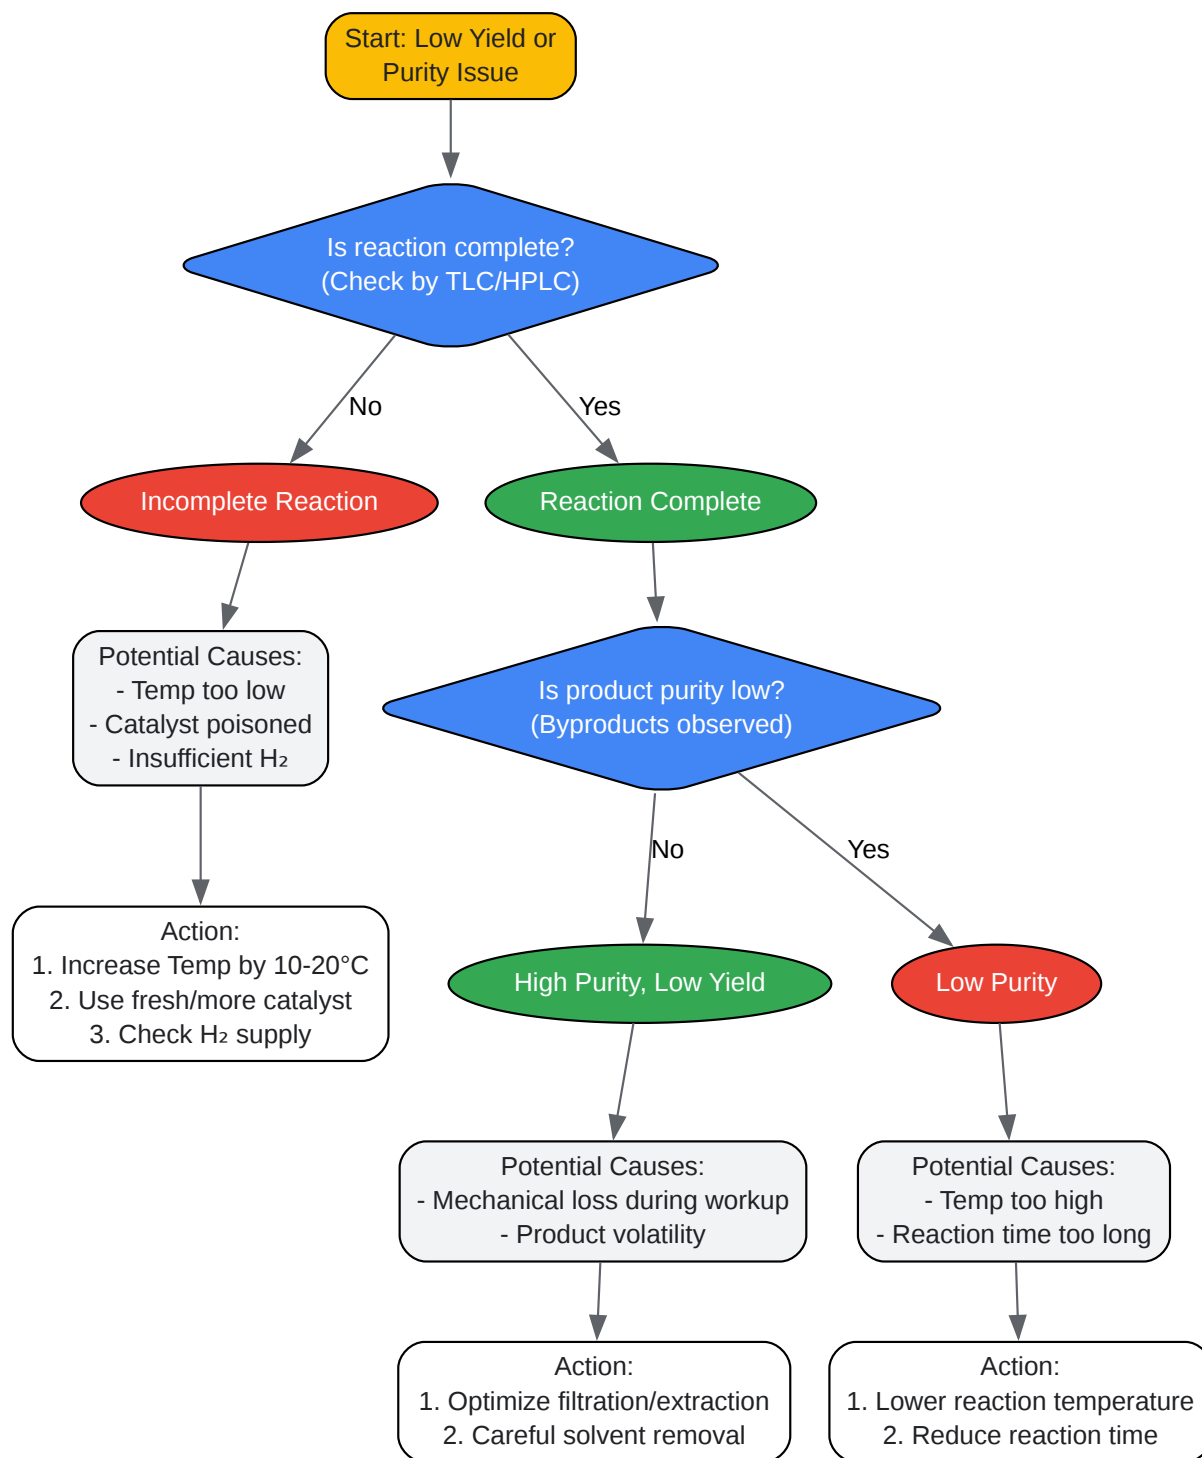 Start: Low Yield or
Purity Issue
Is reaction complete?
(Check by TLC/HPLC)
No
Yes
Incomplete Reaction
Reaction Complete
Potential Causes:
- Temp too low
- Catalyst poisoned
- Insufficient H₂
Is product purity low?
(Byproducts observed)
No
Yes
Action:
1. Increase Temp by 10-20°C
2. Use fresh/more catalyst
3. Check H₂ supply
High Purity, Low Yield
Low Purity
Potential Causes:
- Mechanical loss during workup
- Product volatility
Potential Causes:
- Temp too high
- Reaction time too long
Action:
1. Optimize filtration/extraction
2. Careful solvent removal
Action:
1. Lower reaction temperature
2. Reduce reaction time